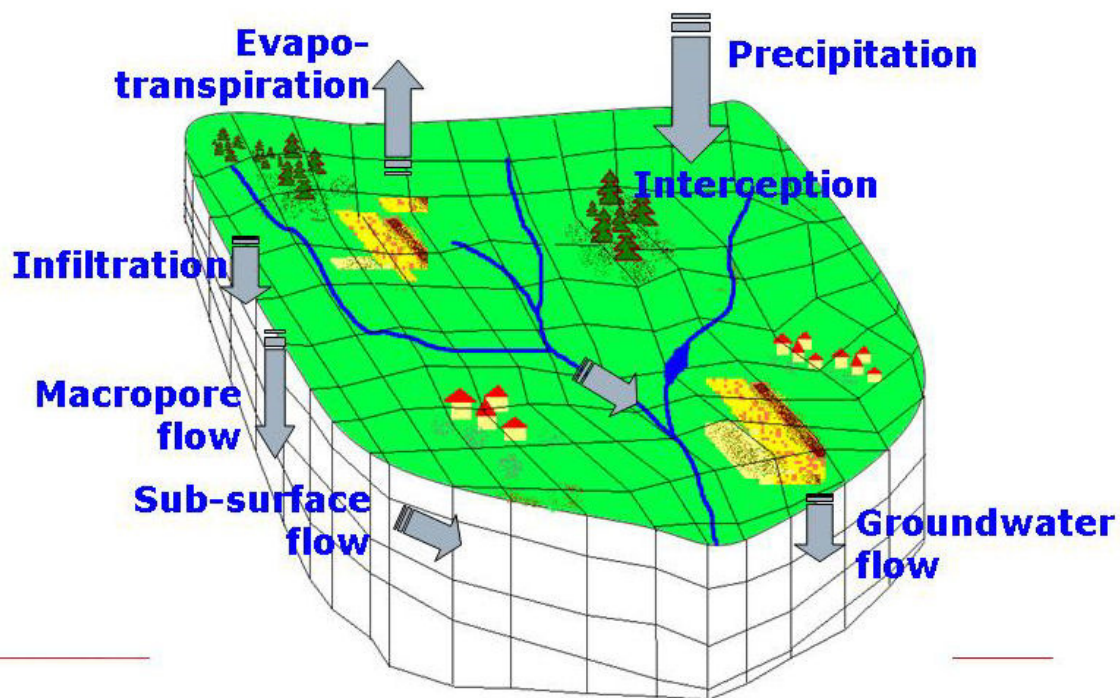 Evapo-
transpiration
Precipitation
Interception
Infiltration
Macropore
flow
Sub-surface
flow
Groundwater
flow